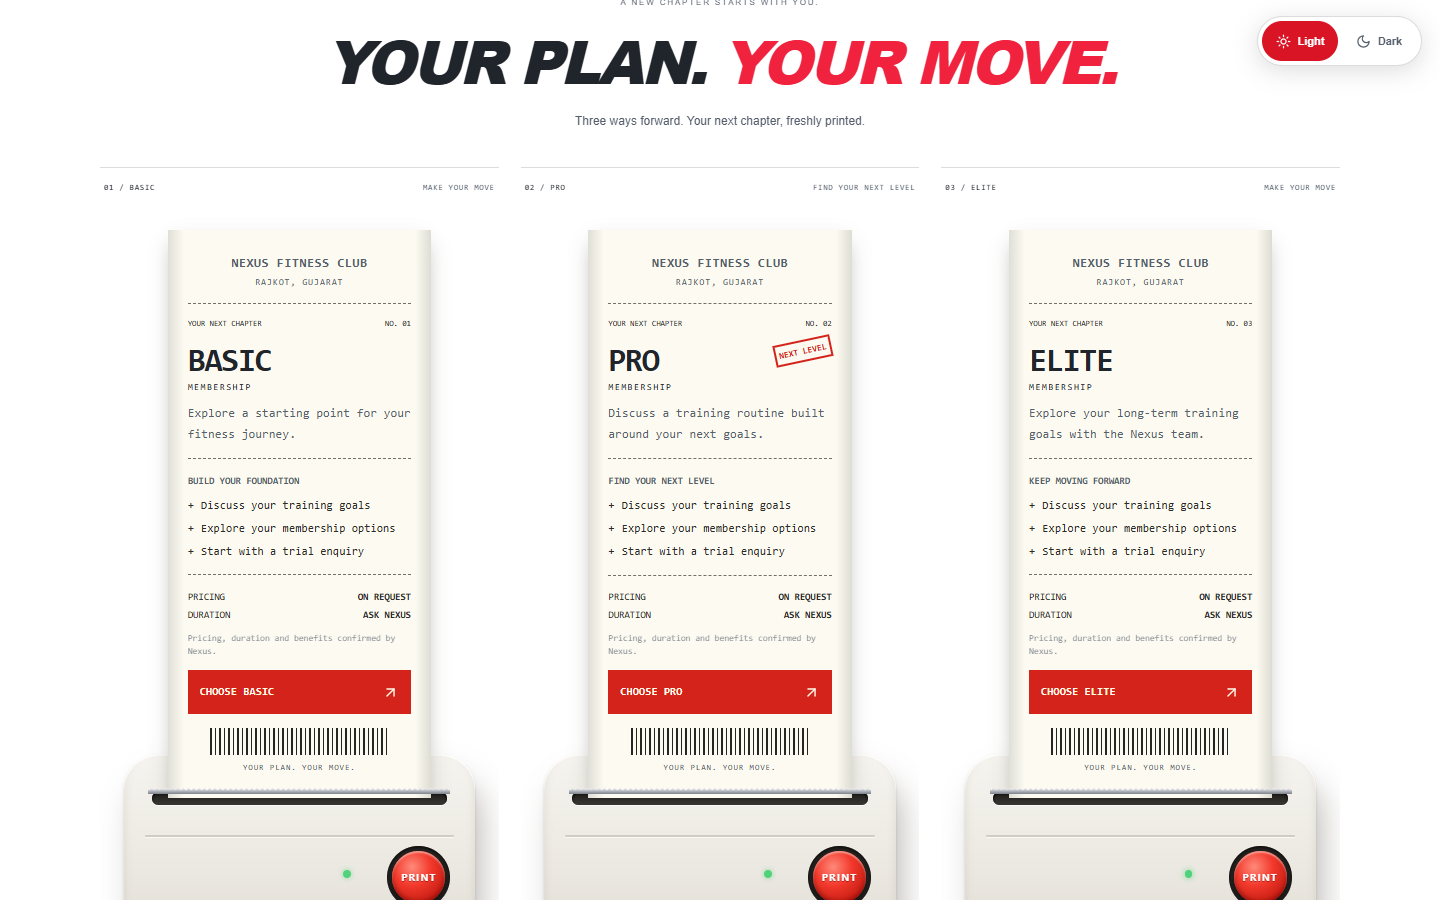 A NEW CHAPTER STARTS WITH YOU.
YOUR PLAN. YOUR MOVE.
Light
Dark
Three ways forward. Your next chapter, freshly printed.
01 / BASIC
MAKE YOUR MOVE
NEXUS FITNESS CLUB
RAJKOT, GUJARAT
YOUR NEXT CHAPTER
NO. 01
BASIC
MEMBERSHIP
Explore a starting point for your
fitness journey.
BUILD YOUR FOUNDATION
+ Discuss your training goals
+ Explore your membership options
+ Start with a trial enquiry
PRICING ON REQUEST
DURATION ASK NEXUS
Pricing, duration and benefits confirmed by
Nexus.
CHOOSE BASIC
YOUR PLAN. YOUR MOVE.
PRINT
02 / PRO
FIND YOUR NEXT LEVEL
NEXUS FITNESS CLUB
RAJKOT, GUJARAT
YOUR NEXT CHAPTER
NO. 02
NEXT LEVEL
PRO
MEMBERSHIP
Discuss a training routine built
around your next goals.
FIND YOUR NEXT LEVEL
+ Discuss your training goals
+ Explore your membership options
+ Start with a trial enquiry
PRICING ON REQUEST
DURATION ASK NEXUS
Pricing, duration and benefits confirmed by
Nexus.
CHOOSE PRO
YOUR PLAN. YOUR MOVE.
PRINT
03 / ELITE
MAKE YOUR MOVE
NEXUS FITNESS CLUB
RAJKOT, GUJARAT
YOUR NEXT CHAPTER
NO. 03
ELITE
MEMBERSHIP
Explore your long-term training
goals with the Nexus team.
KEEP MOVING FORWARD
+ Discuss your training goals
+ Explore your membership options
+ Start with a trial enquiry
PRICING ON REQUEST
DURATION ASK NEXUS
Pricing, duration and benefits confirmed by
Nexus.
CHOOSE ELITE
YOUR PLAN. YOUR MOVE.
PRINT